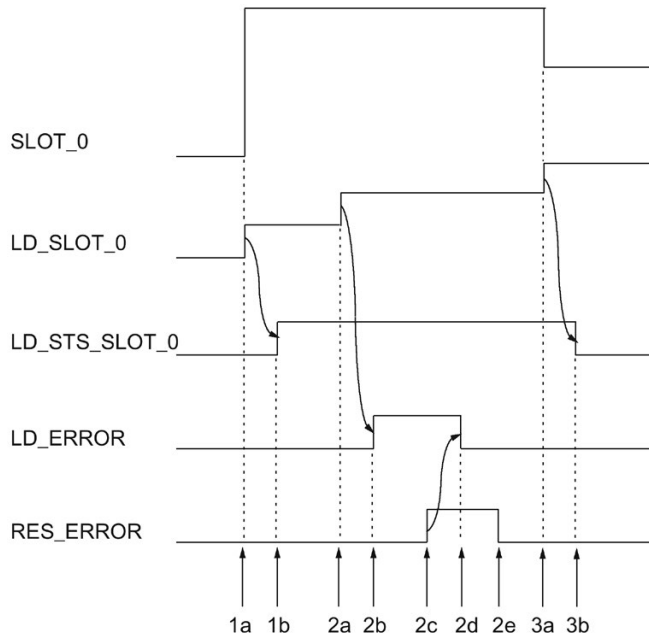 SLOT_0
LD_SLOT_0
LD_STS_SLOT_0
LD_ERROR
RES_ERROR
1a 1b 2a 2b 2c 2d 2e 3a 3b